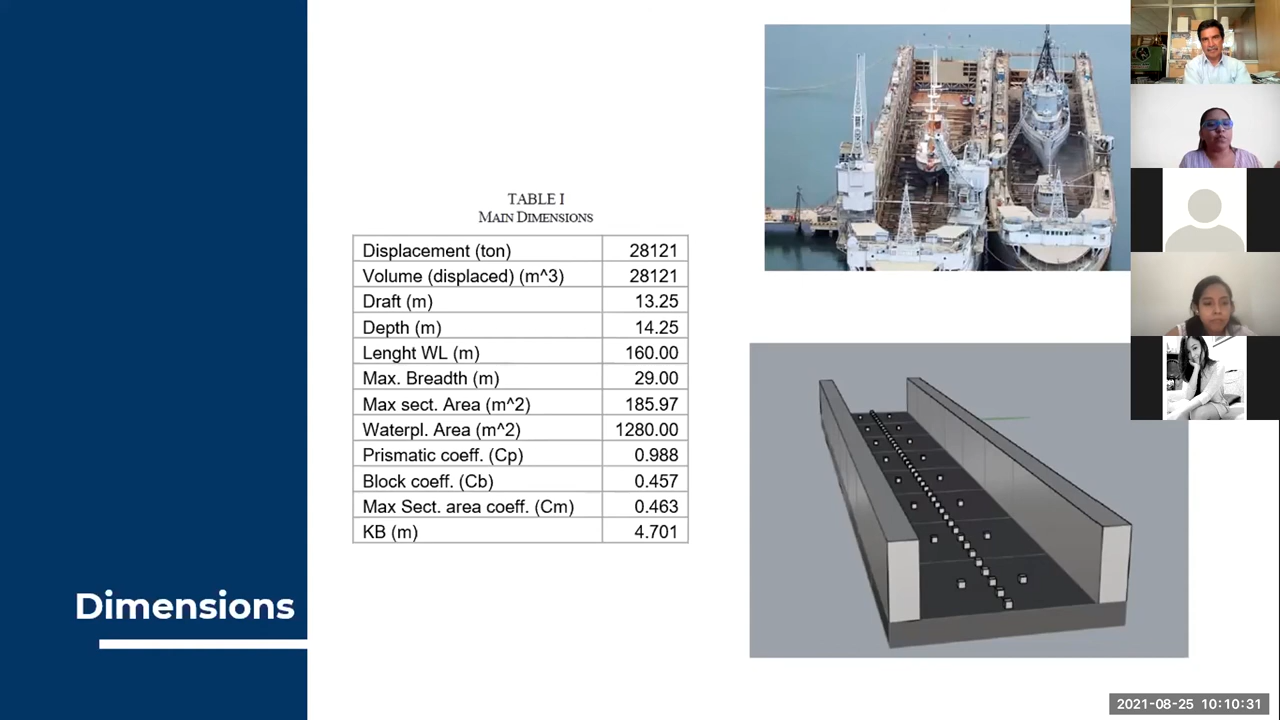 TABLE I
MAIN DIMENSIONS
Displacement (ton) 28121
Volume (displaced) (m^3) 28121
Draft (m) 13.25
Depth (m) 14.25
Lenght WL (m) 160.00
Max. Breadth (m) 29.00
Max sect. Area (m^2) 185.97
Waterpl. Area (m^2) 1280.00
Prismatic coeff. (Cp) 0.988
Block coeff. (Cb) 0.457
Max Sect. area coeff. (Cm) 0.463
KB (m) 4.701
Dimensions
2021-08-25 10:10:31